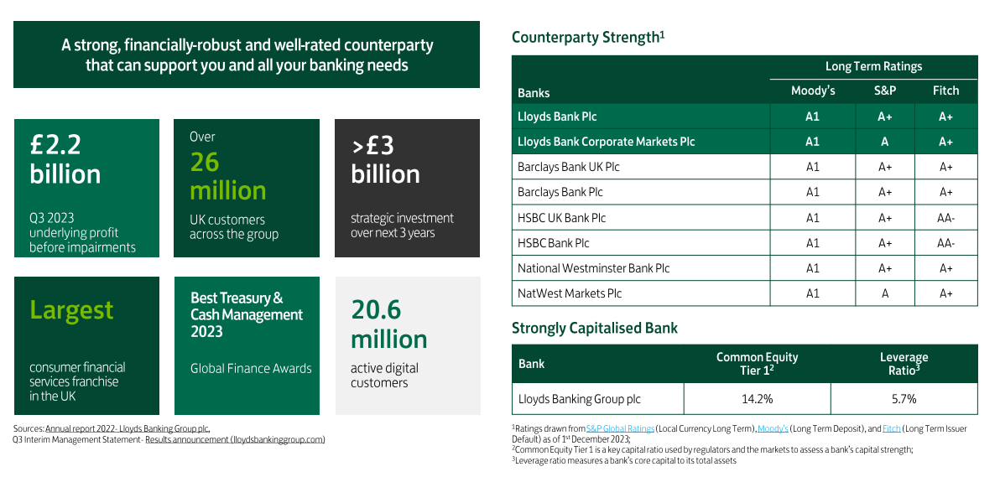 A strong, financially-robust and well-rated counterparty
that can support you and all your banking needs
£2.2
billion
Q3 2023
underlying profit
before impairments
Over
26
million
UK customers
across the group
>£3
billion
strategic investment
over next 3 years
Largest
consumer financial
services franchise
in the UK
Best Treasury &
Cash Management
2023
Global Finance Awards
20.6
million
active digital
customers
Sources: Annual report 2022- Lloyds Banking Group plc,
Q3 Interim Management Statement- Results announcement (lloydsbankinggroup.com)
Counterparty Strength¹
Long Term Ratings
Banks Moody's S&P Fitch
Lloyds Bank Plc A1 A+ A+
Lloyds Bank Corporate Markets Plc A1 A A+
Barclays Bank UK Plc A1 A+ A+
Barclays Bank Plc A1 A+ A+
HSBC UK Bank Plc A1 A+ AA-
HSBC Bank Plc A1 A+ AA-
National Westminster Bank Plc A1 A+ A+
NatWest Markets Plc A1 A A+
Strongly Capitalised Bank
Bank Common Equity Leverage
Tier 1² Ratio³
Lloyds Banking Group plc 14.2% 5.7%
¹Ratings drawn from S&P Global Ratings (Local Currency Long Term), Moody's (Long Term Deposit), and Fitch (Long Term Issuer
Default) as of 1st December 2023;
²Common Equity Tier 1 is a key capital ratio used by regulators and the markets to assess a bank's capital strength;
³Leverage ratio measures a bank's core capital to its total assets